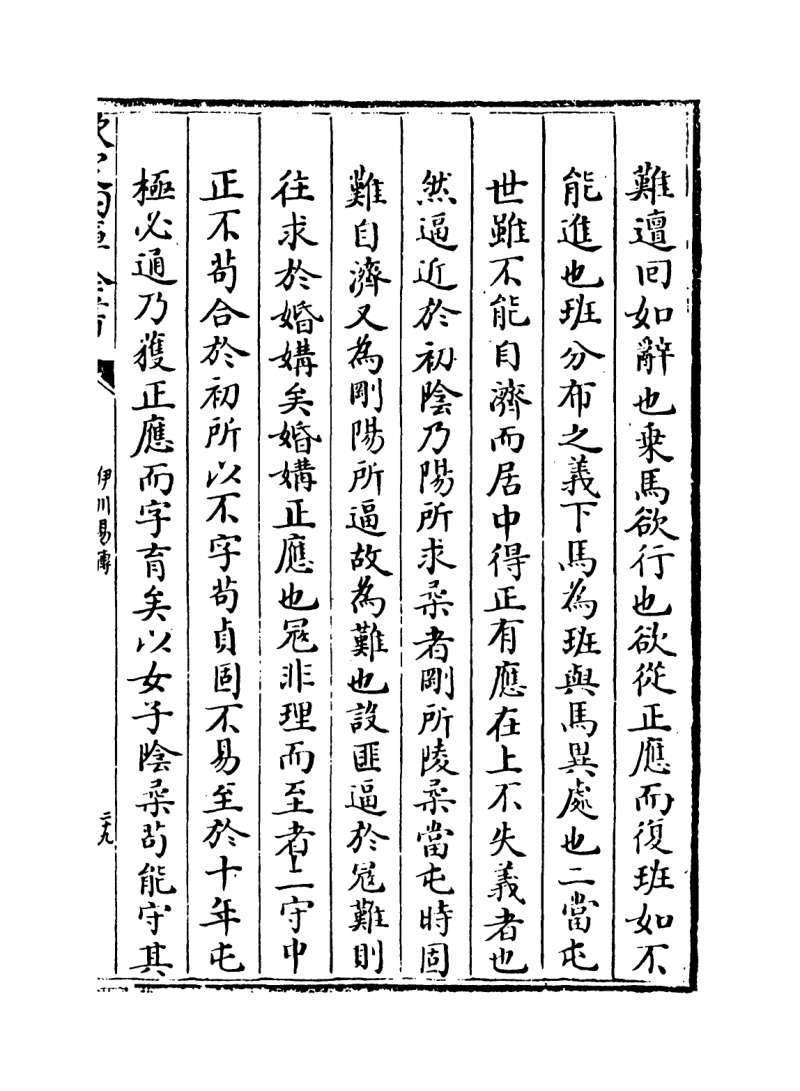 難邅回如辭也乗馬欲行也欲從正應而復班如不
能進也班分布之義下馬為班與馬異處也二當屯
世雖不能自濟而居中得正有應在上不失義者也
然逼近於初陰乃陽所求柔者剛所陵柔當屯時固
難自濟又為剛陽所逼故為難也設匪逼於寇難則
往求於婚媾矣婚媾正應也寇非理而至者二守中
正不苟合於初所以不字苟貞固不易至於十年屯
極必通乃獲正應而字育矣以女子陰柔苟能守其
伊川易傳
二十九